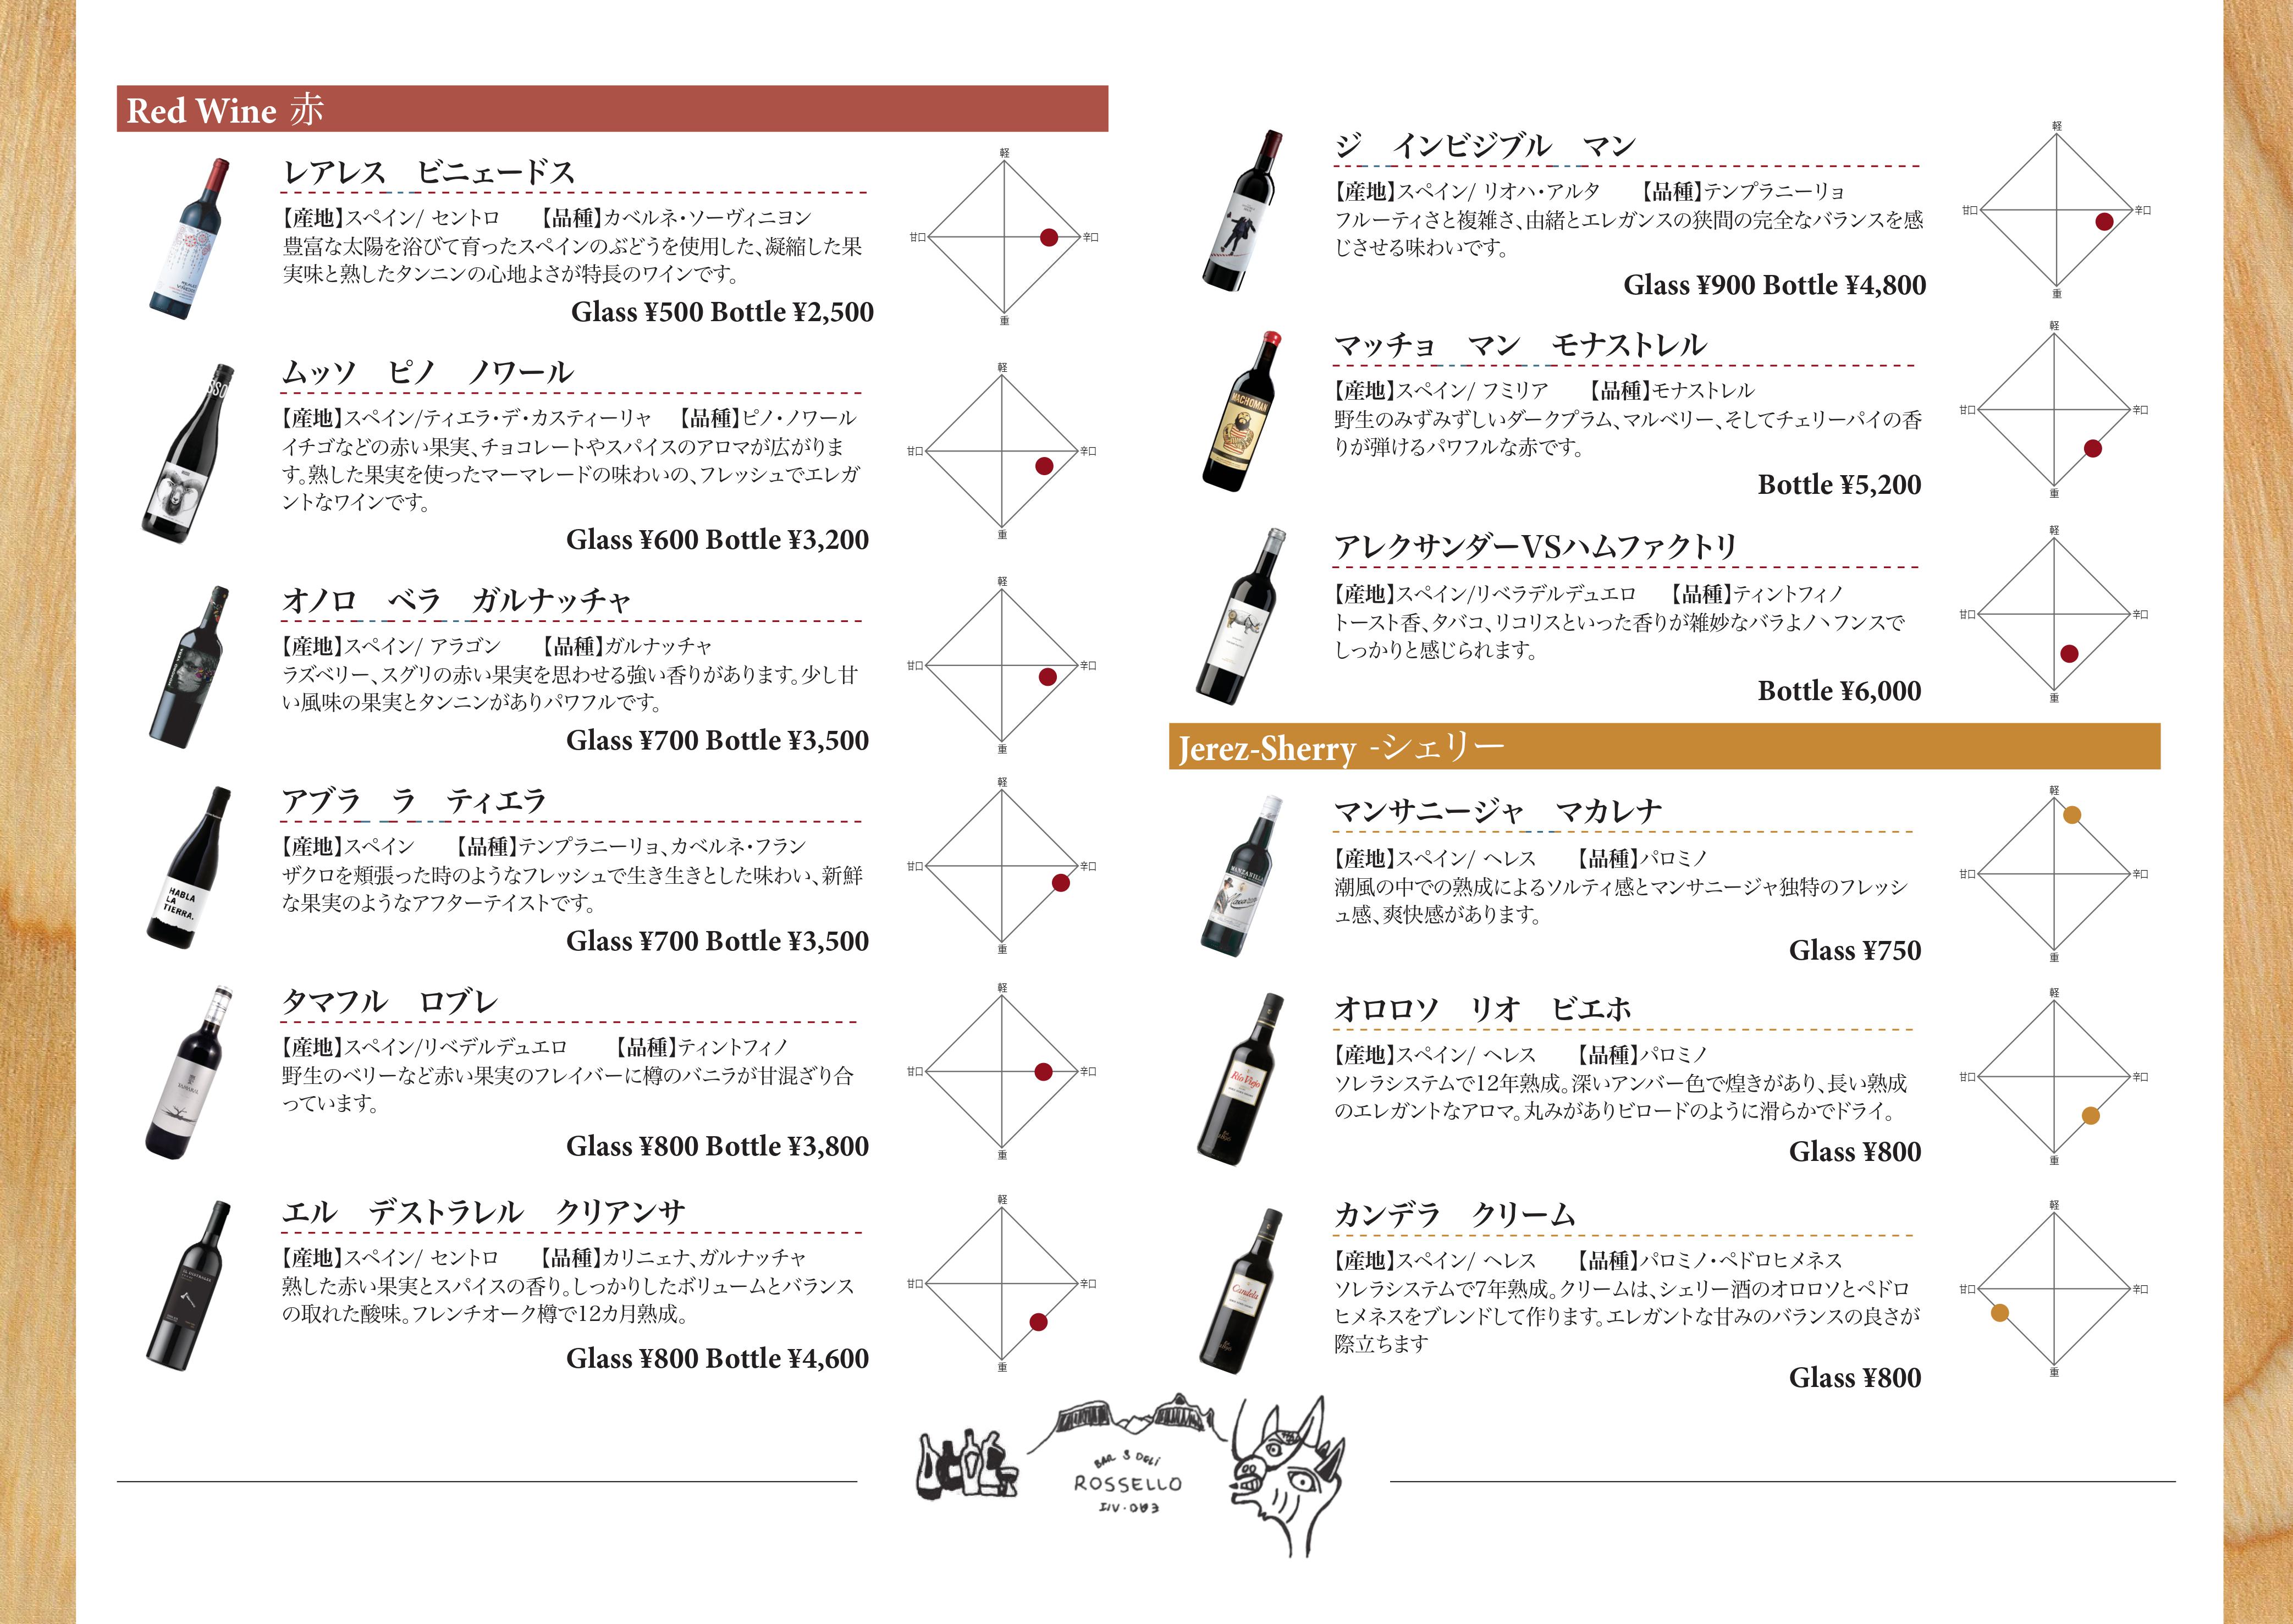 Red Wine 赤
レアレス　ビニェードス
【産地】スペイン/ セントロ　【品種】カベルネ・ソーヴィニヨン
豊富な太陽を浴びて育ったスペインのぶどうを使用した、凝縮した果
実味と熟したタンニンの心地よさが特長のワインです。
Glass ¥500 Bottle ¥2,500
軽
甘口
辛口
重
ムッソ　ピノ　ノワール
【産地】スペイン/ティエラ・デ・カスティーリャ　【品種】ピノ・ノワール
イチゴなどの赤い果実、チョコレートやスパイスのアロマが広がりま
す。熟した果実を使ったマーマレードの味わいの、フレッシュでエレガ
ントなワインです。
Glass ¥600 Bottle ¥3,200
軽
甘口
辛口
重
オノロ　ベラ　ガルナッチャ
【産地】スペイン/ アラゴン　【品種】ガルナッチャ
ラズベリー、スグリの赤い果実を思わせる強い香りがあります。少し甘
い風味の果実とタンニンがありパワフルです。
Glass ¥700 Bottle ¥3,500
軽
甘口
辛口
重
HABLA
LA
TIERRA.
アブラ　ラ　ティエラ
【産地】スペイン　【品種】テンプラニーリョ、カベルネ・フラン
ザクロを頬張った時のようなフレッシュで生き生きとした味わい、新鮮
な果実のようなアフターテイストです。
Glass ¥700 Bottle ¥3,500
軽
甘口
辛口
重
タマフル　ロブレ
【産地】スペイン/リベデルデュエロ　【品種】ティントフィノ
野生のベリーなど赤い果実のフレイバーに樽のバニラが甘混ざり合
っています。
Glass ¥800 Bottle ¥3,800
軽
甘口
辛口
重
エル　デストラレル　クリアンサ
【産地】スペイン/ セントロ　【品種】カリニェナ、ガルナッチャ
熟した赤い果実とスパイスの香り。しっかりしたボリュームとバランス
の取れた酸味。フレンチオーク樽で12カ月熟成。
Glass ¥800 Bottle ¥4,600
軽
甘口
辛口
重
ジ　インビジブル　マン
【産地】スペイン/ リオハ・アルタ　【品種】テンプラニーリョ
フルーティさと複雑さ、由緒とエレガンスの狭間の完全なバランスを感
じさせる味わいです。
Glass ¥900 Bottle ¥4,800
軽
甘口
辛口
重
MACHOMAN
マッチョ　マン　モナストレル
【産地】スペイン/ フミリア　【品種】モナストレル
野生のみずみずしいダークプラム、マルベリー、そしてチェリーパイの香
りが弾けるパワフルな赤です。
Bottle ¥5,200
軽
甘口
辛口
重
アレクサンダーVSハムファクトリ
【産地】スペイン/リベラデルデュエロ　【品種】ティントフィノ
トースト香、タバコ、リコリスといった香りが雑妙なバラよノヽフンスで
しっかりと感じられます。
Bottle ¥6,000
軽
甘口
辛口
重
Jerez-Sherry -シェリー
MANZANILLA
マンサニージャ　マカレナ
【産地】スペイン/ ヘレス　【品種】パロミノ
潮風の中での熟成によるソルティ感とマンサニージャ独特のフレッシ
ュ感、爽快感があります。
Glass ¥750
軽
甘口
辛口
重
Rio Viejo
オロロソ　リオ　ビエホ
【産地】スペイン/ ヘレス　【品種】パロミノ
ソレラシステムで12年熟成。深いアンバー色で煌きがあり、長い熟成
のエレガントなアロマ。丸みがありビロードのように滑らかでドライ。
Glass ¥800
軽
甘口
辛口
重
Candela
カンデラ　クリーム
【産地】スペイン/ ヘレス　【品種】パロミノ・ペドロヒメネス
ソレラシステムで7年熟成。クリームは、シェリー酒のオロロソとペドロ
ヒメネスをブレンドして作ります。エレガントな甘みのバランスの良さが
際立ちます
Glass ¥800
軽
甘口
辛口
重
BAR & DELI
ROSSELLO